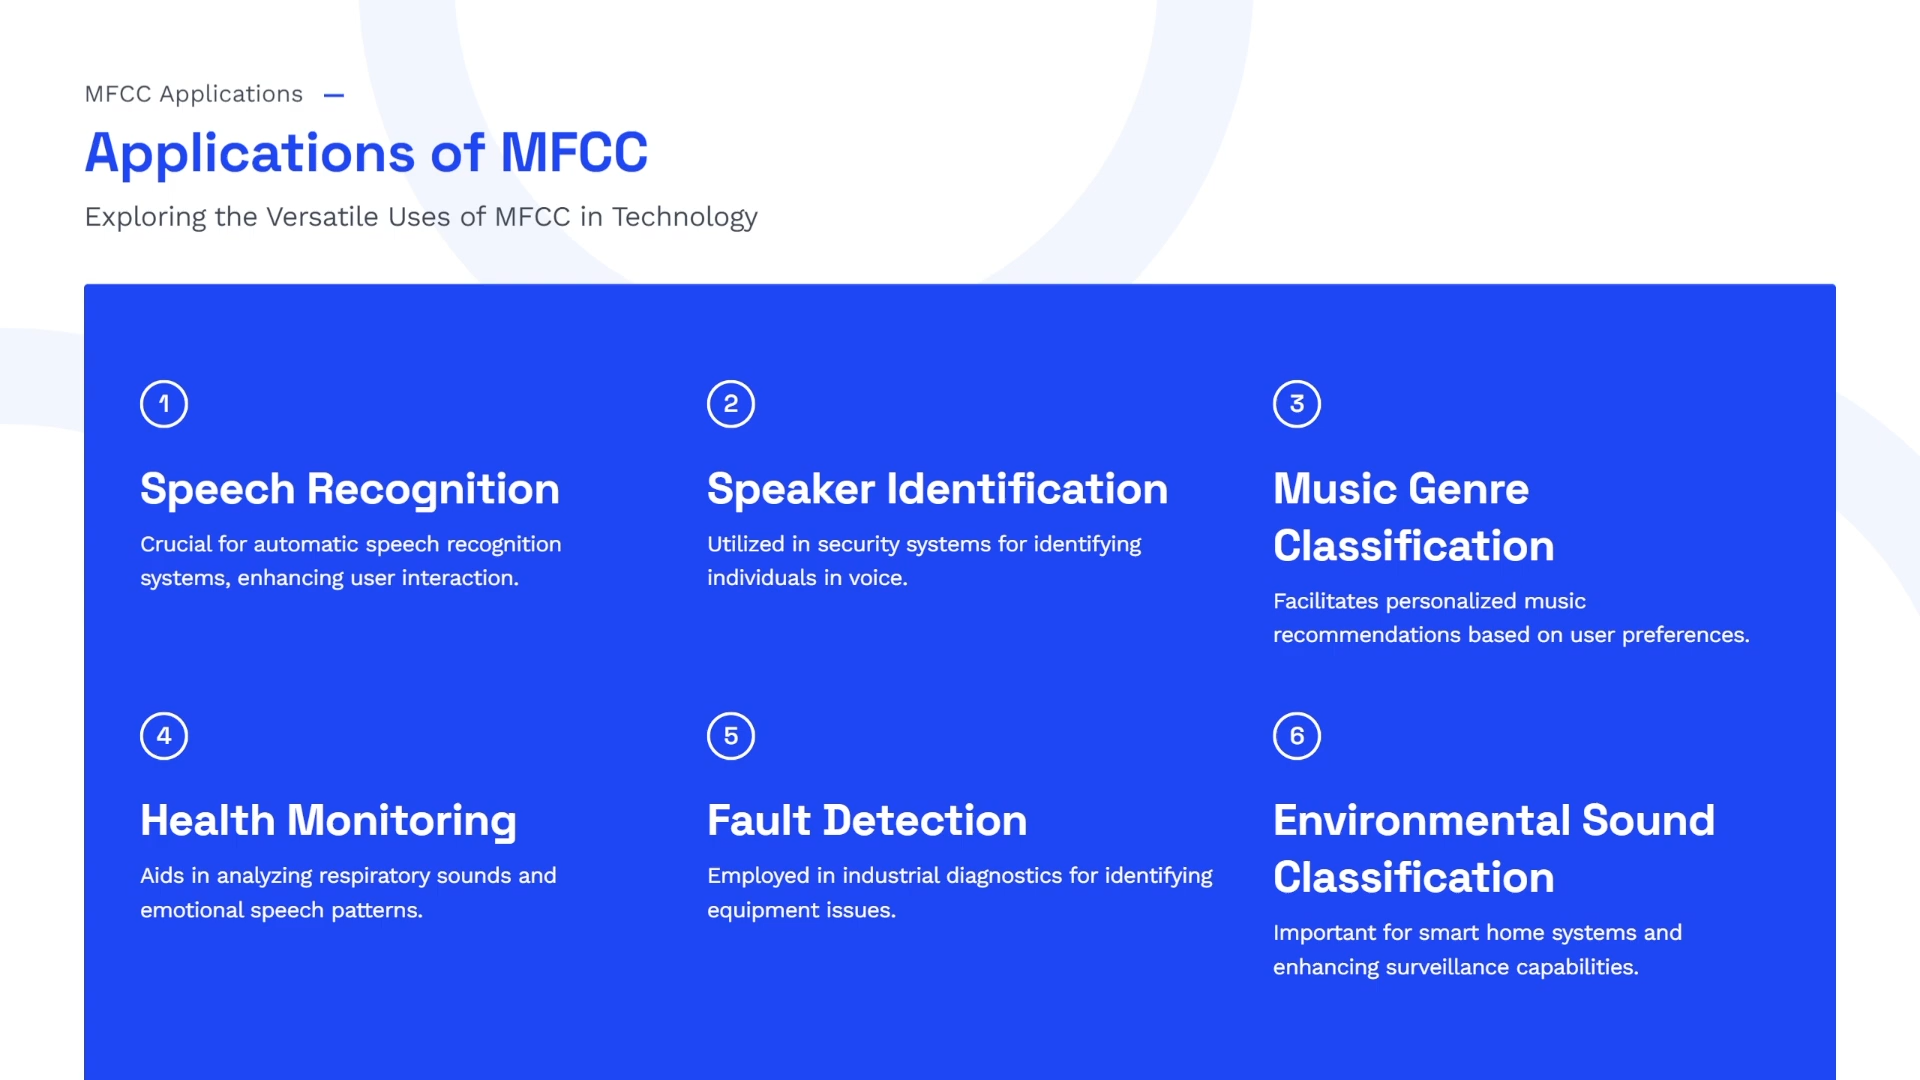 MFCC Applications —
Applications of MFCC
Exploring the Versatile Uses of MFCC in Technology
1
Speech Recognition
Crucial for automatic speech recognition
systems, enhancing user interaction.
2
Speaker Identification
Utilized in security systems for identifying
individuals in voice.
3
Music Genre
Classification
Facilitates personalized music
recommendations based on user preferences.
4
Health Monitoring
Aids in analyzing respiratory sounds and
emotional speech patterns.
5
Fault Detection
Employed in industrial diagnostics for identifying
equipment issues.
6
Environmental Sound
Classification
Important for smart home systems and
enhancing surveillance capabilities.